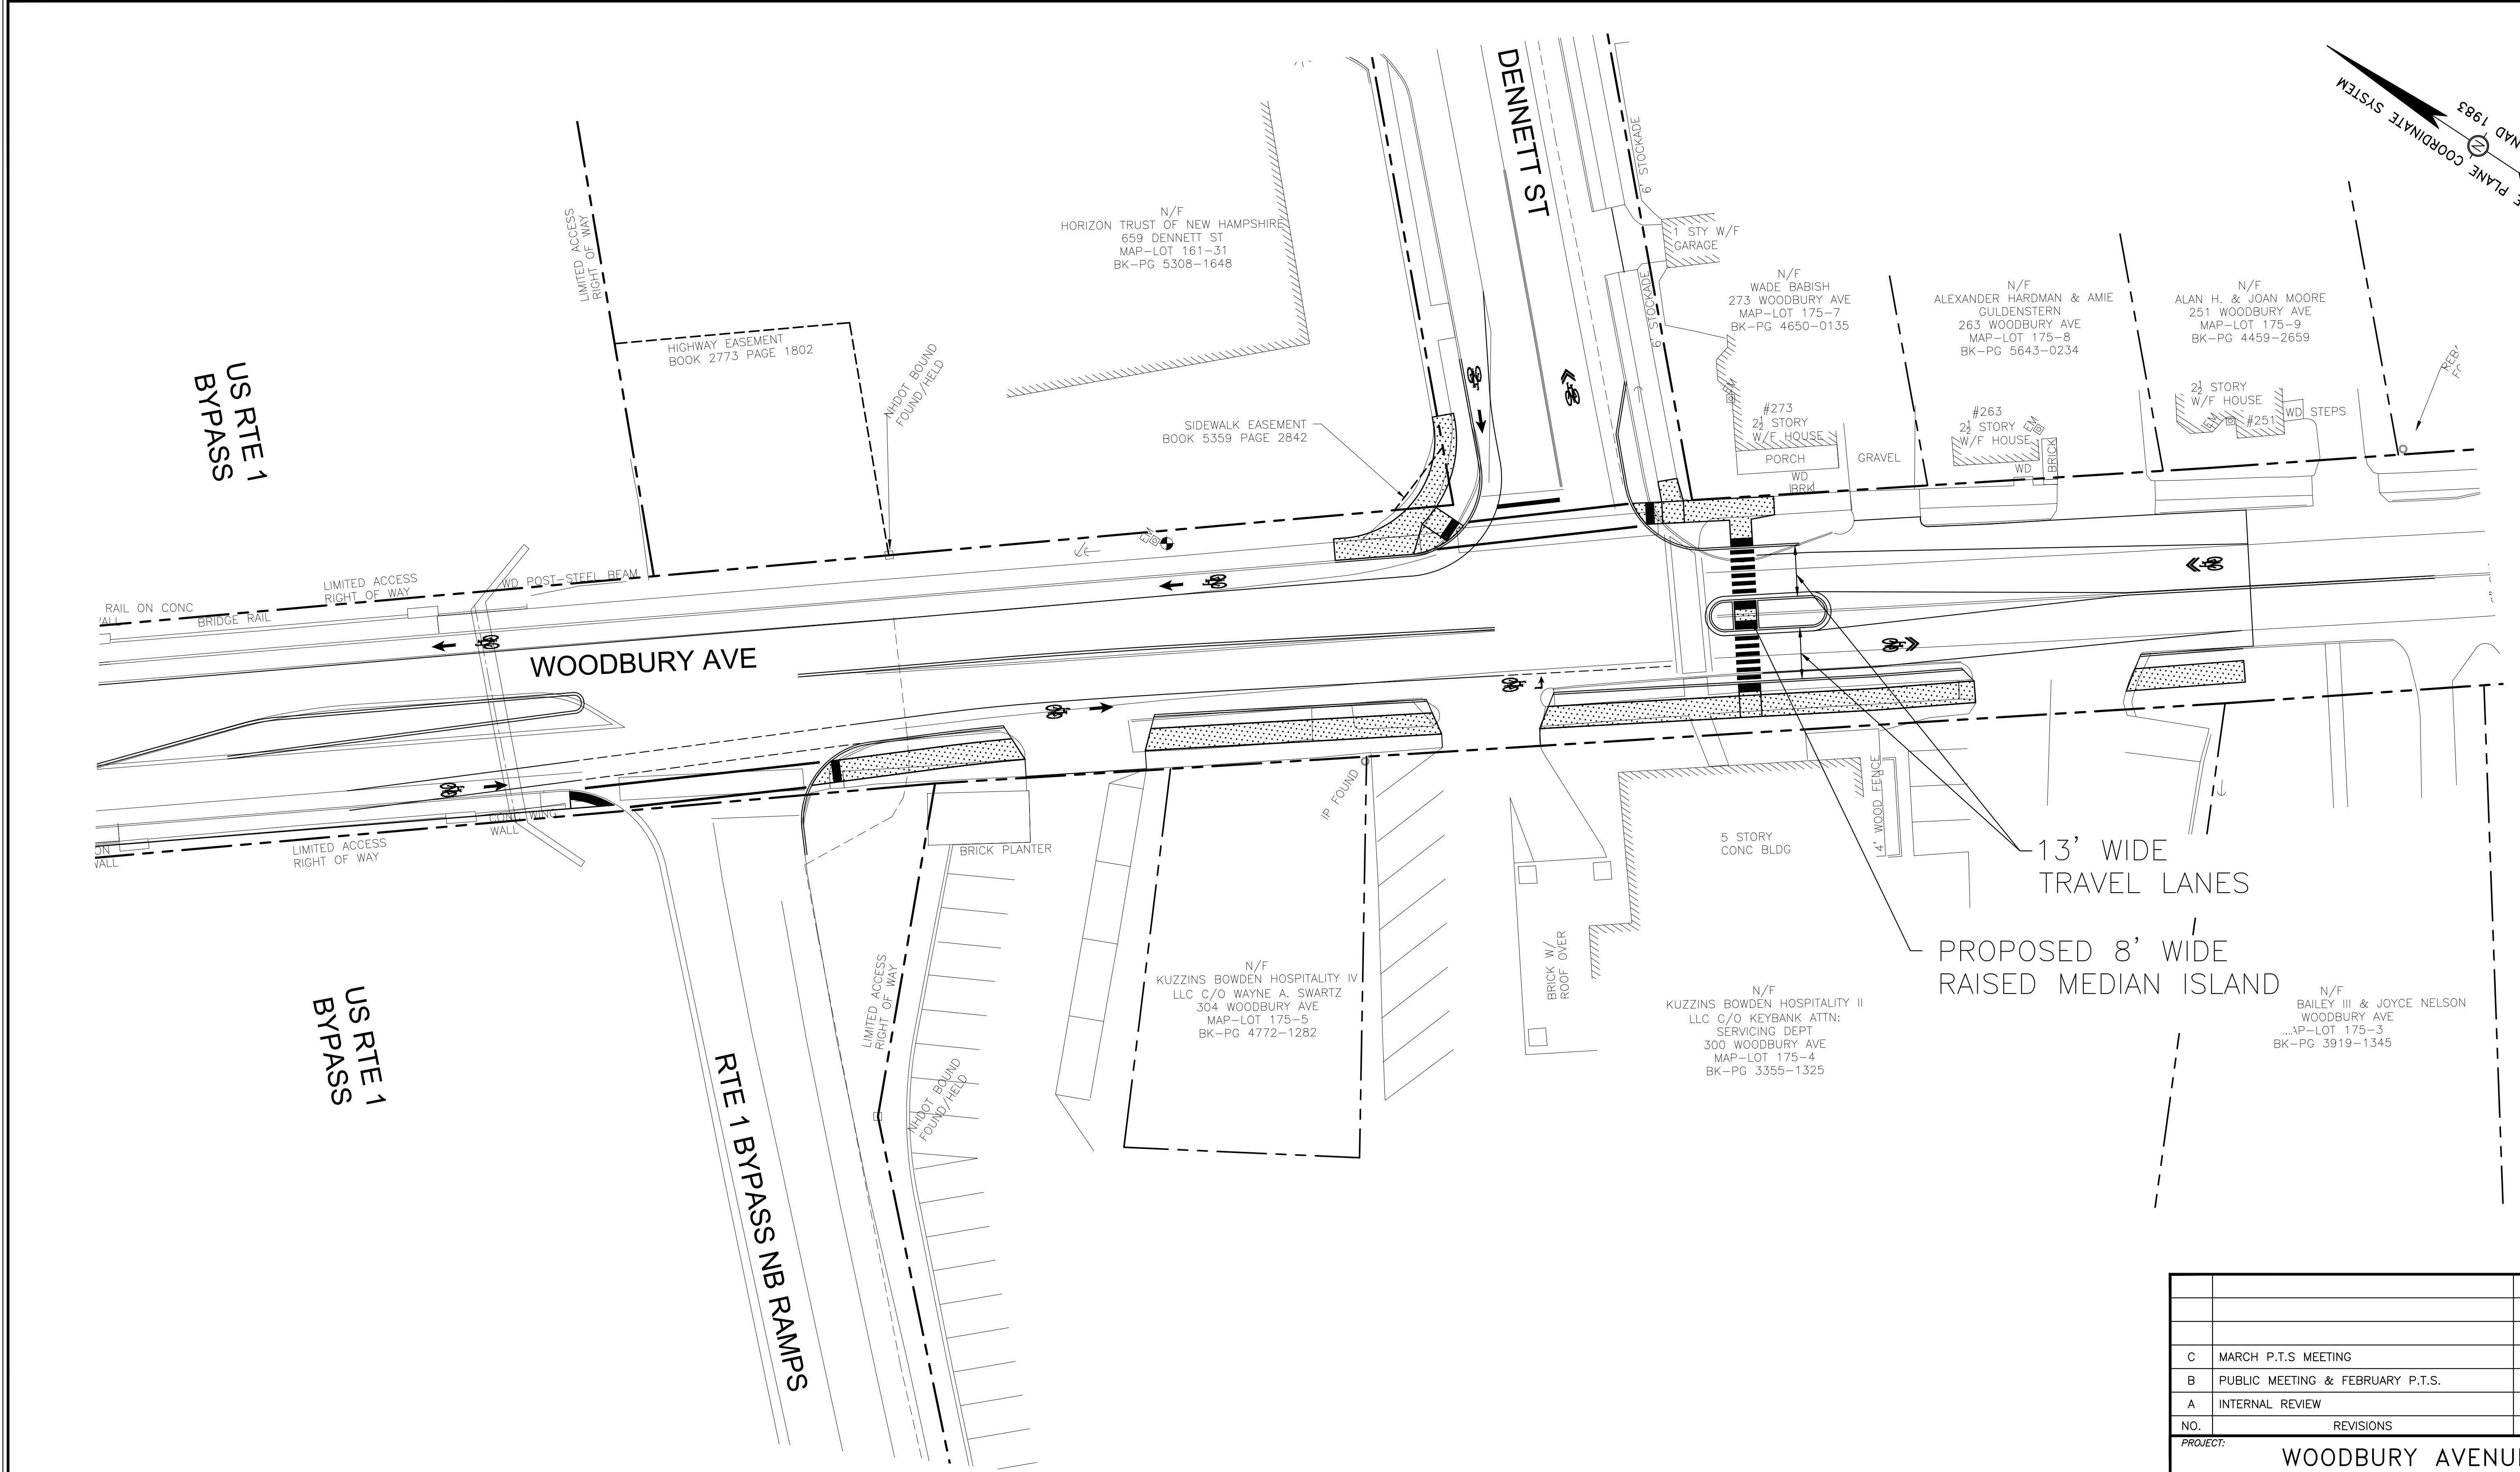 DENNETT ST
PLANE COORDINATE SYSTEM
NAD 1983
N
N/F
HORIZON TRUST OF NEW HAMPSHIRE
659 DENNETT ST
MAP-LOT 161-31
BK-PG 5308-1648
LIMITED ACCESS
RIGHT OF WAY
HIGHWAY EASEMENT
BOOK 2773 PAGE 1802
NHDOT BOUND
FOUND/HELD
SIDEWALK EASEMENT
BOOK 5359 PAGE 2842
6' STOCKADE
6' STOCKADE
1 STY W/F
GARAGE
N/F
WADE BABISH
273 WOODBURY AVE
MAP-LOT 175-7
BK-PG 4650-0135
N/F
ALEXANDER HARDMAN & AMIE
GULDENSTERN
263 WOODBURY AVE
MAP-LOT 175-8
BK-PG 5643-0234
N/F
ALAN H. & JOAN MOORE
251 WOODBURY AVE
MAP-LOT 175-9
BK-PG 4459-2659
US RTE 1
BYPASS
EM
#273
2½ STORY
W/F HOUSE
PORCH
WD
BRK
GRAVEL
#263
2½ STORY
W/F HOUSE
EM
WD
BRICK
2½ STORY
W/F HOUSE
EM
#251
WD STEPS
EM
LIMITED ACCESS
RIGHT OF WAY
WD POST-STEEL BEAM
RAIL ON CONC
BRIDGE RAIL
WOODBURY AVE
CONC WING
WALL
LIMITED ACCESS
RIGHT OF WAY
WALL
BRICK PLANTER
IP FOUND
5 STORY
CONC BLDG
4' WOOD FENCE
13' WIDE
TRAVEL LANES
PROPOSED 8' WIDE
RAISED MEDIAN ISLAND
BRICK W/
ROOF OVER
LIMITED ACCESS
RIGHT OF WAY
NHDOT BOUND
FOUND/HELD
US RTE 1
BYPASS
RTE 1 BYPASS NB RAMPS
N/F
KUZZINS BOWDEN HOSPITALITY IV
LLC C/O WAYNE A. SWARTZ
304 WOODBURY AVE
MAP-LOT 175-5
BK-PG 4772-1282
N/F
KUZZINS BOWDEN HOSPITALITY II
LLC C/O KEYBANK ATTN:
SERVICING DEPT
300 WOODBURY AVE
MAP-LOT 175-4
BK-PG 3355-1325
N/F
BAILEY III & JOYCE NELSON
WOODBURY AVE
AP-LOT 175-3
BK-PG 3919-1345
C MARCH P.T.S MEETING
B PUBLIC MEETING & FEBRUARY P.T.S.
A INTERNAL REVIEW
NO. REVISIONS
PROJECT:
WOODBURY AVENU